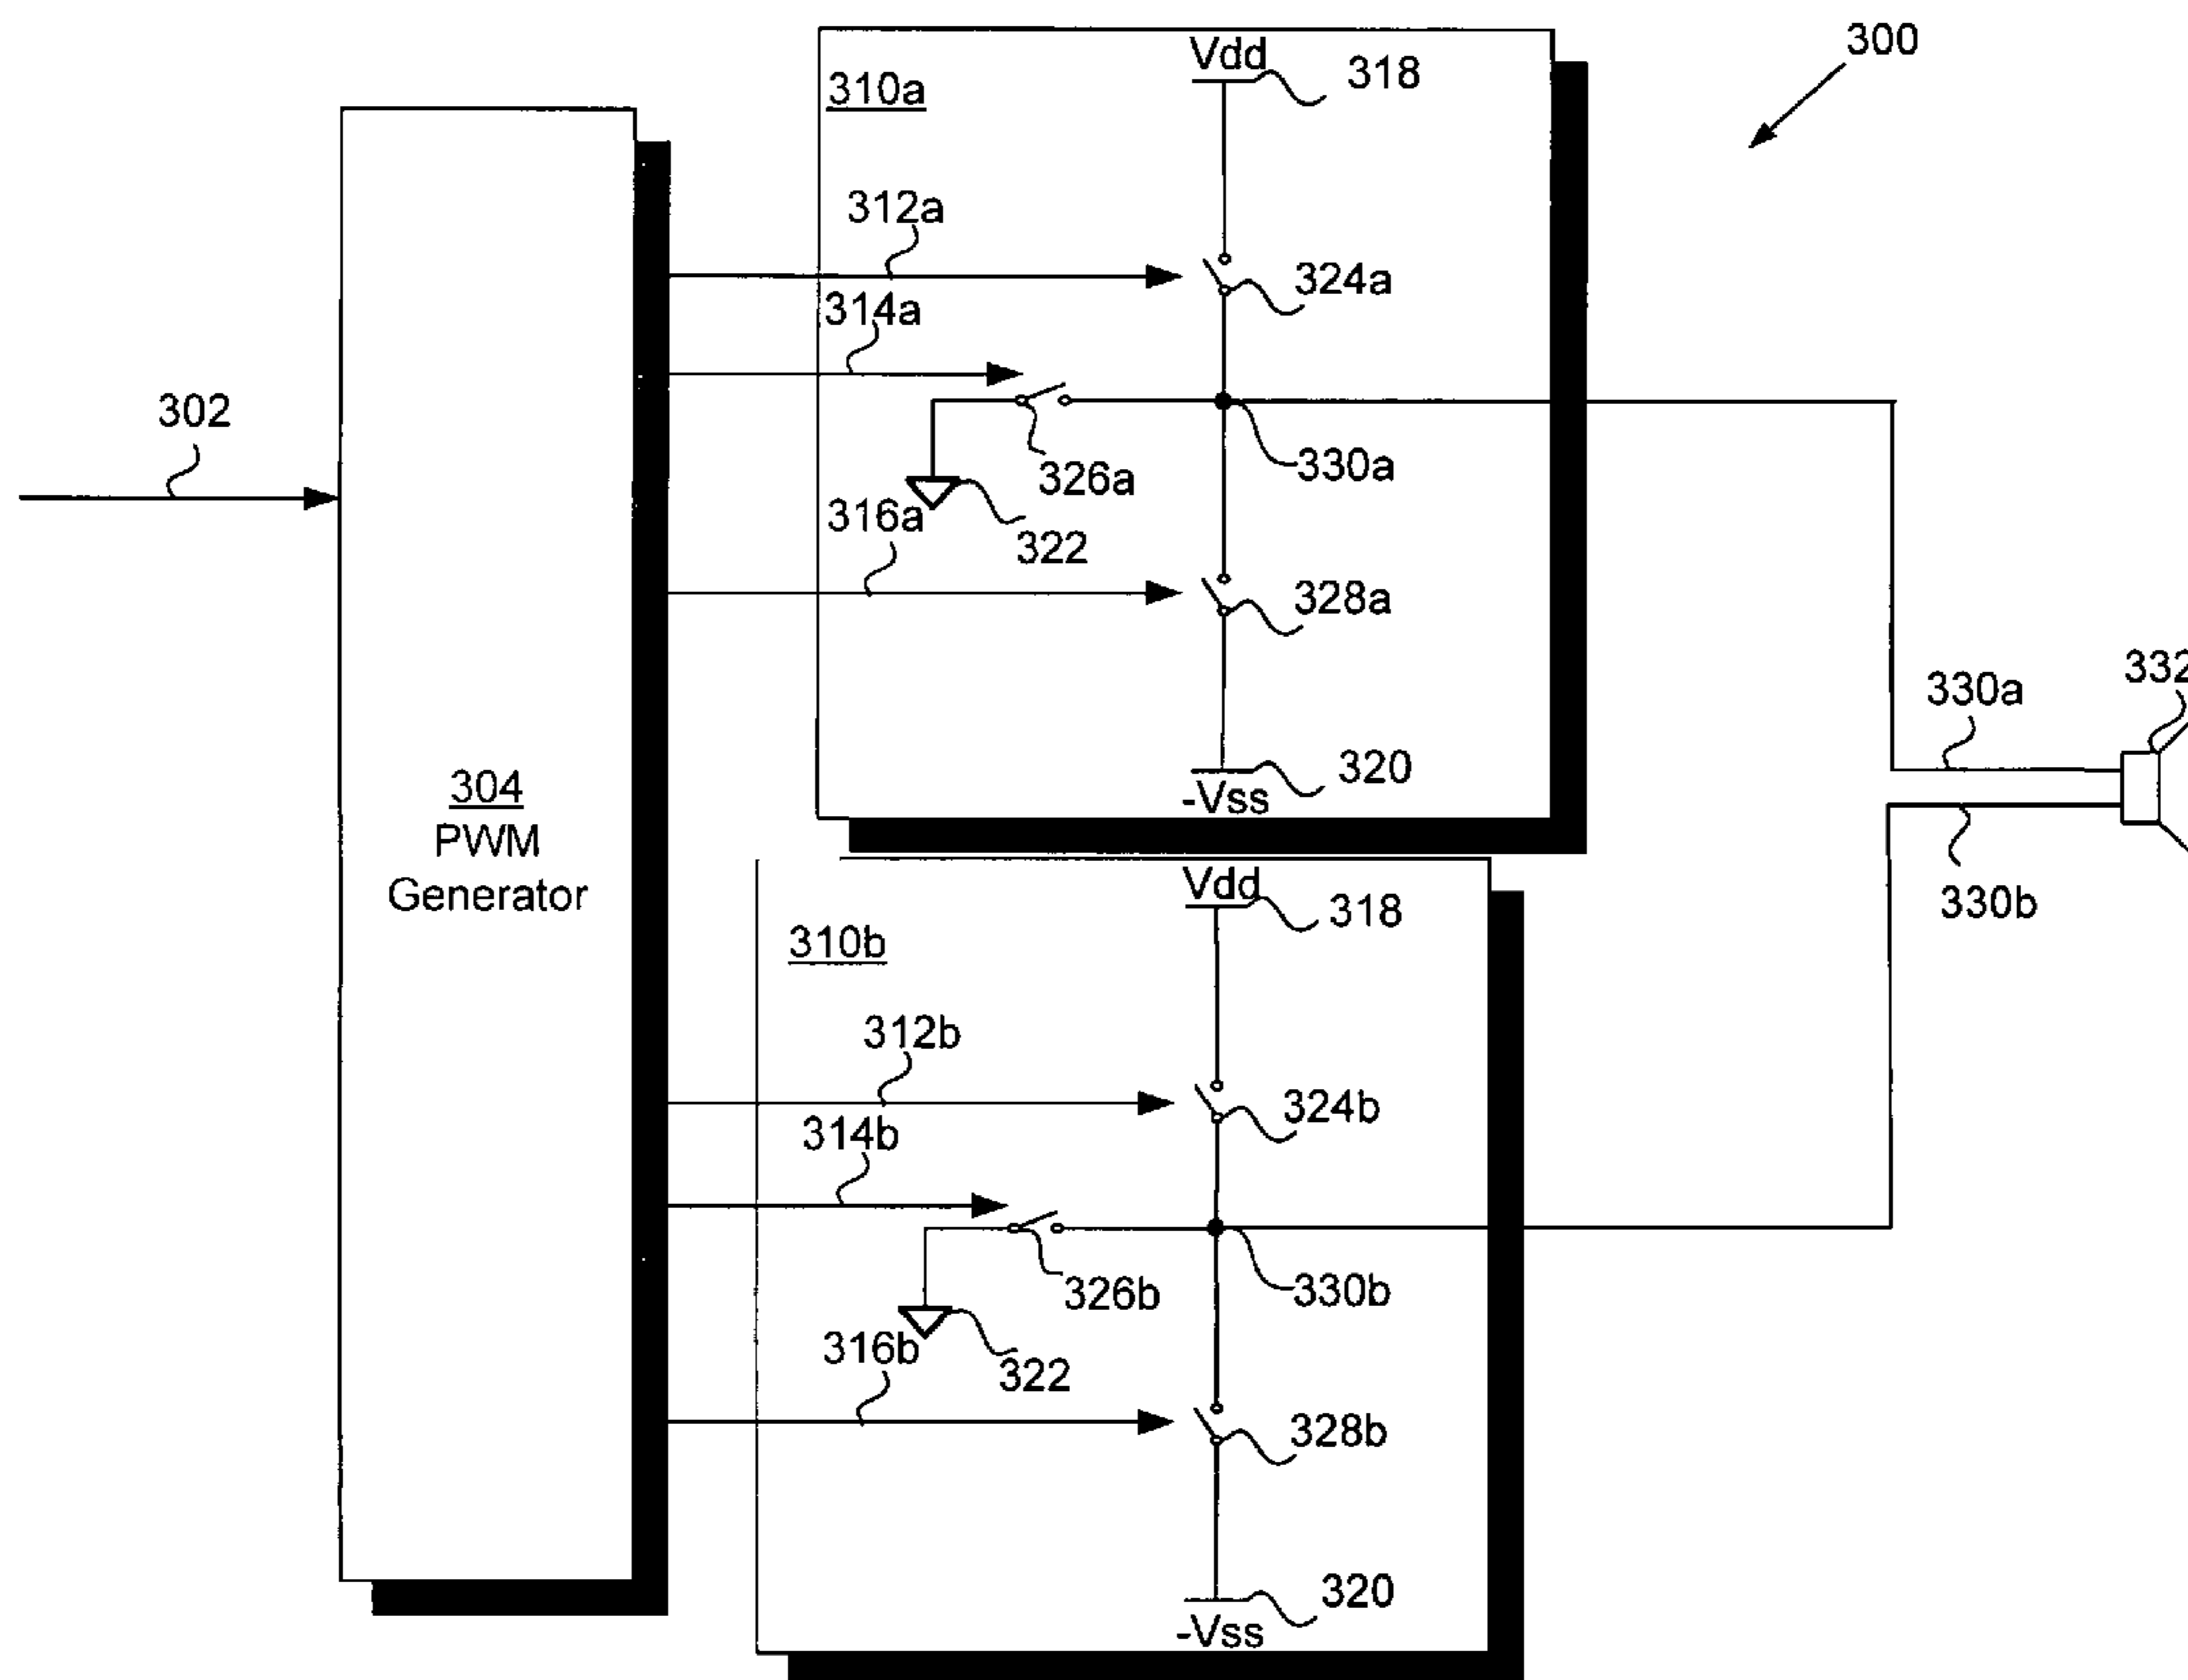 300
Vdd
318
310a
312a
324a
314a
302
330a
326a
316a
322
328a
332
330a
320
-Vss
304
PWM
Generator
Vdd
318
330b
310b
312b
324b
314b
326b
330b
316b
322
328b
320
-Vss